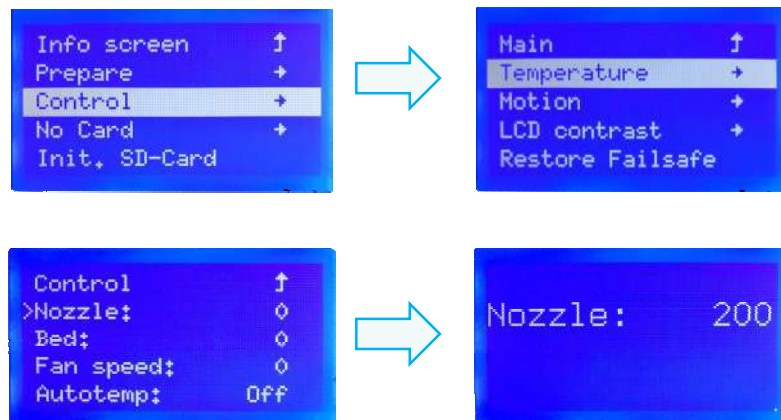 Info screen ↑
Prepare →
Control →
No Card →
Init. SD-Card
Main ↑
Temperature →
Motion →
LCD contrast →
Restore Failsafe
Control ↑
>Nozzle: 0
Bed: 0
Fan speed: 0
Autotemp: Off
Nozzle: 200